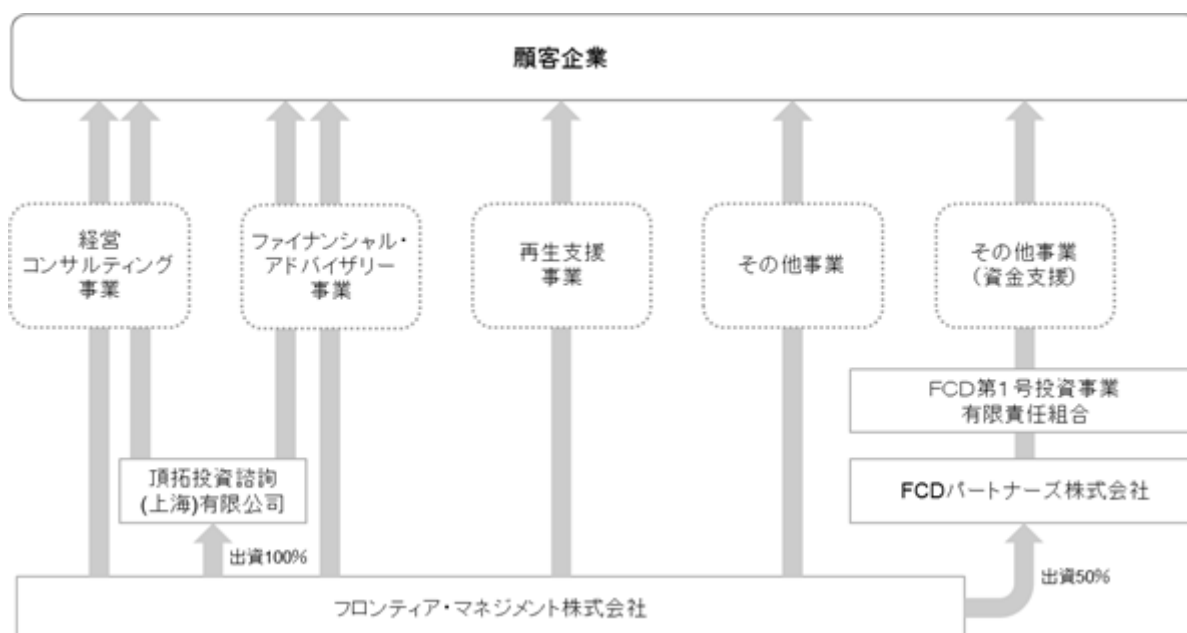 顧客企業
経営
コンサルティング
事業
ファイナンシャル・
アドバイザリー
事業
再生支援
事業
その他事業
その他事業
（資金支援）
FCD第1号投資事業
有限責任組合
頂拓投資諮詢
(上海)有限公司
FCDパートナーズ株式会社
出資100%
出資50%
フロンティア・マネジメント株式会社